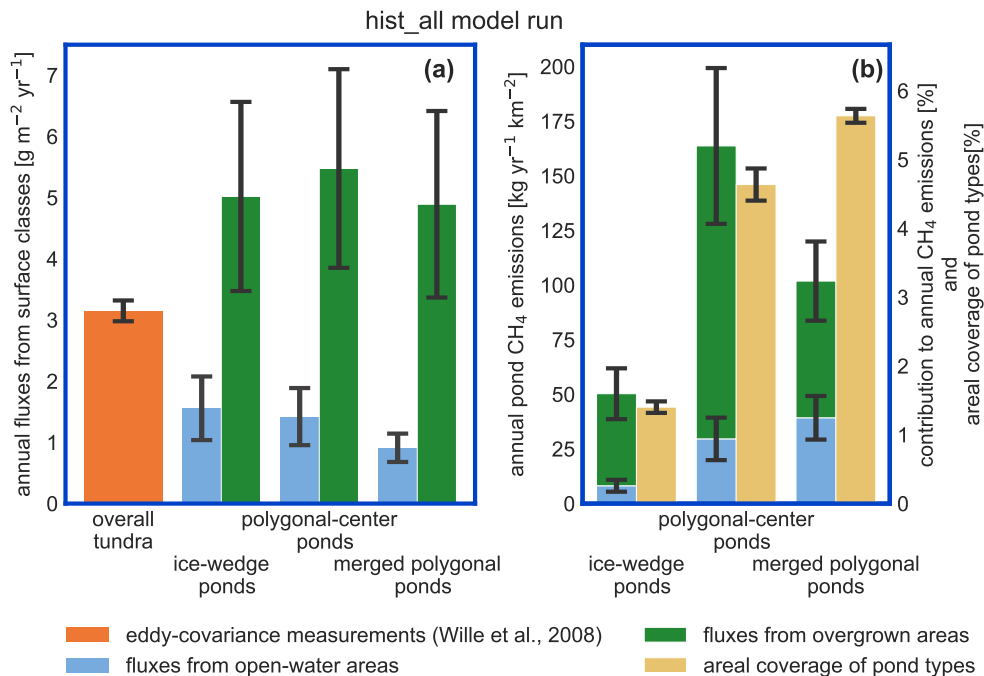 hist_all model run
annual fluxes from surface classes [g m⁻² yr⁻¹]
7
6
5
4
3
2
1
0
(a)
overall
tundra
ice-wedge
ponds
polygonal-center
ponds
merged polygonal
ponds
annual pond CH₄ emissions [kg yr⁻¹ km⁻²]
200
175
150
125
100
75
50
25
0
(b)
6
5
4
3
2
1
0
contribution to annual CH₄ emissions [%]
and
areal coverage of pond types[%]
polygonal-center
ponds
ice-wedge
ponds
merged polygonal
ponds
eddy-covariance measurements (Wille et al., 2008)
fluxes from open-water areas
fluxes from overgrown areas
areal coverage of pond types